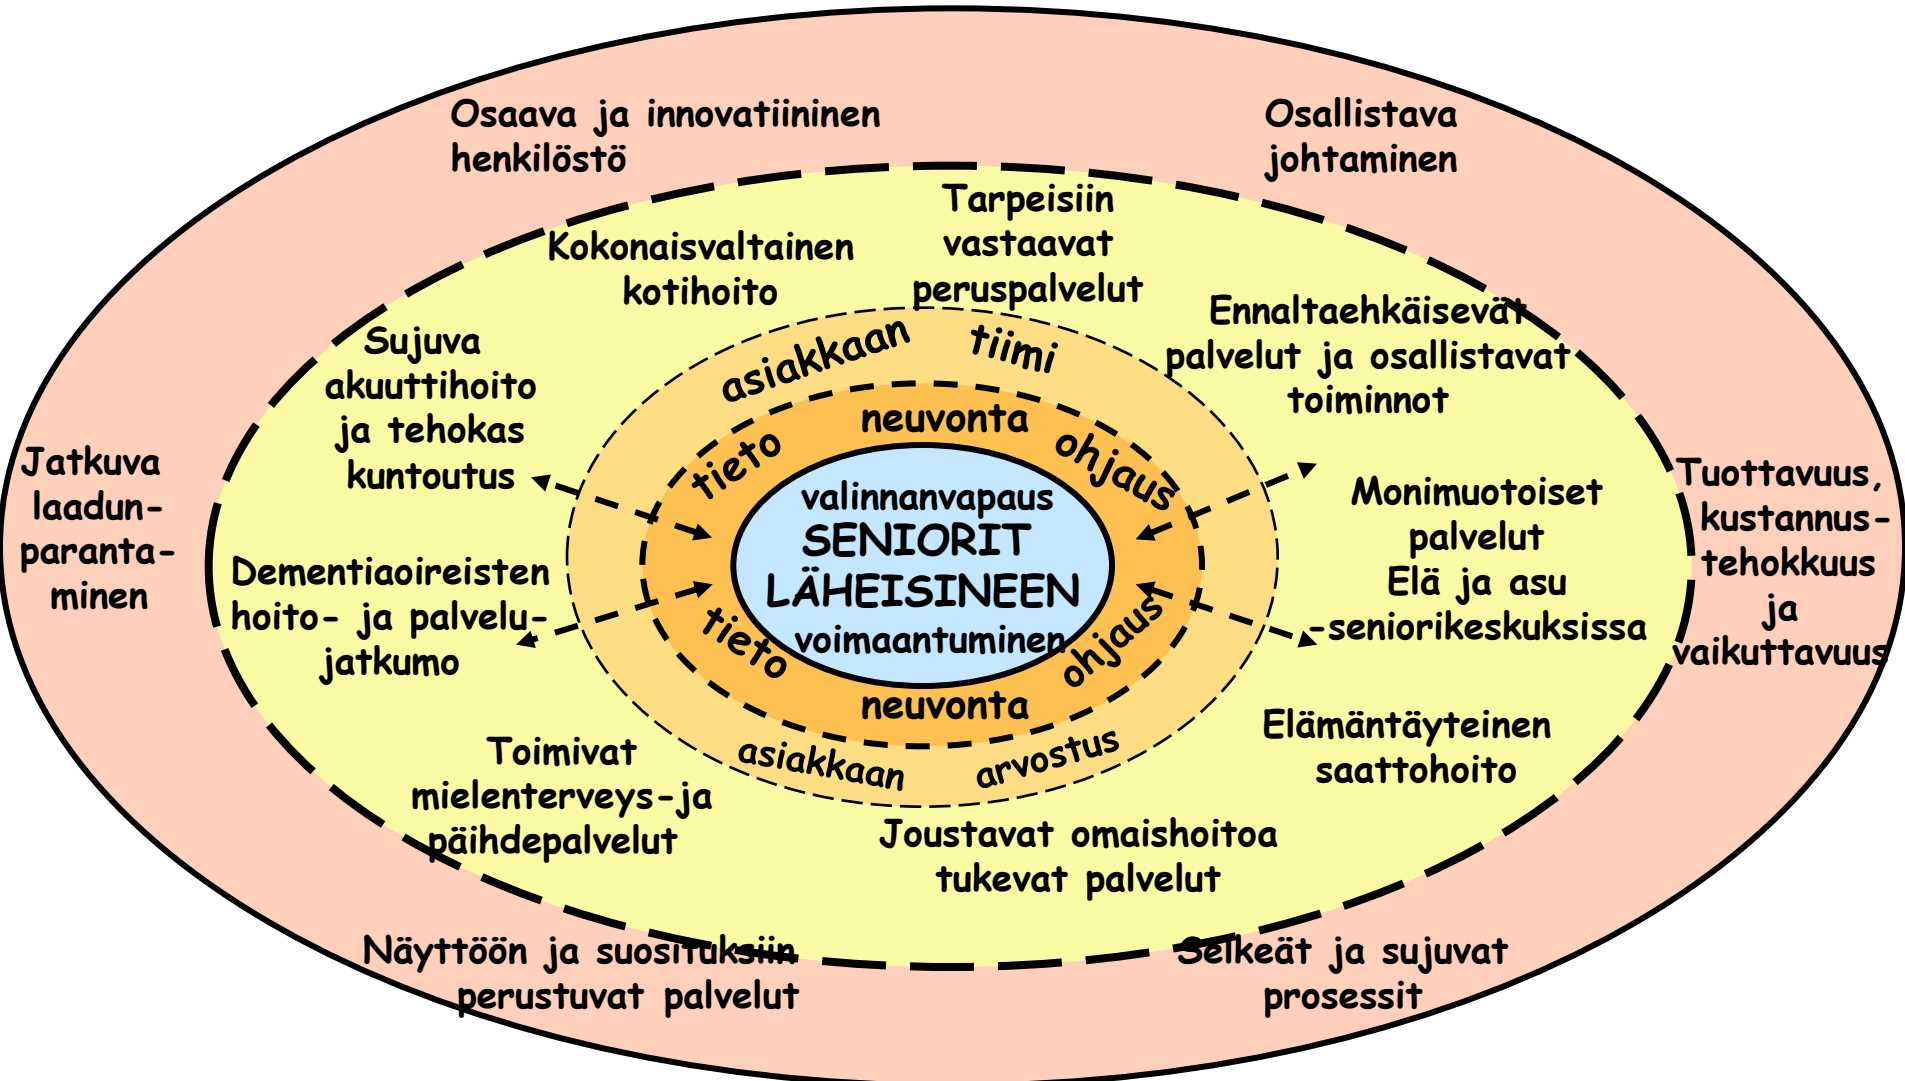 Osaava ja innovatiininen
henkilöstö
Osallistava
johtaminen
Tarpeisiin
vastaavat
peruspalvelut
Kokonaisvaltainen
kotihoito
Ennaltaehkäisevät
palvelut ja osallistavat
toiminnot
Sujuva
akuuttihoito
ja tehokas
kuntoutus
asiakkaan tiimi
neuvonta
tieto
ohjaus
Jatkuva
laadun-
paranta-
minen
valinnanvapaus
SENIORIT
LÄHEISINEEN
voimaantuminen
Monimuotoiset
palvelut
Elä ja asu
-seniorikeskuksissa
Tuottavuus,
kustannus-
tehokkuus
ja
vaikuttavuus
Dementiaoireisten
hoito- ja palvelu-
jatkumo
tieto
ohjaus
neuvonta
asiakkaan arvostus
Elämäntäyteinen
saattohoito
Toimivat
mielenterveys-ja
päihdepalvelut
Joustavat omaishoitoa
tukevat palvelut
Näyttöön ja suosituksiin
perustuvat palvelut
Selkeät ja sujuvat
prosessit